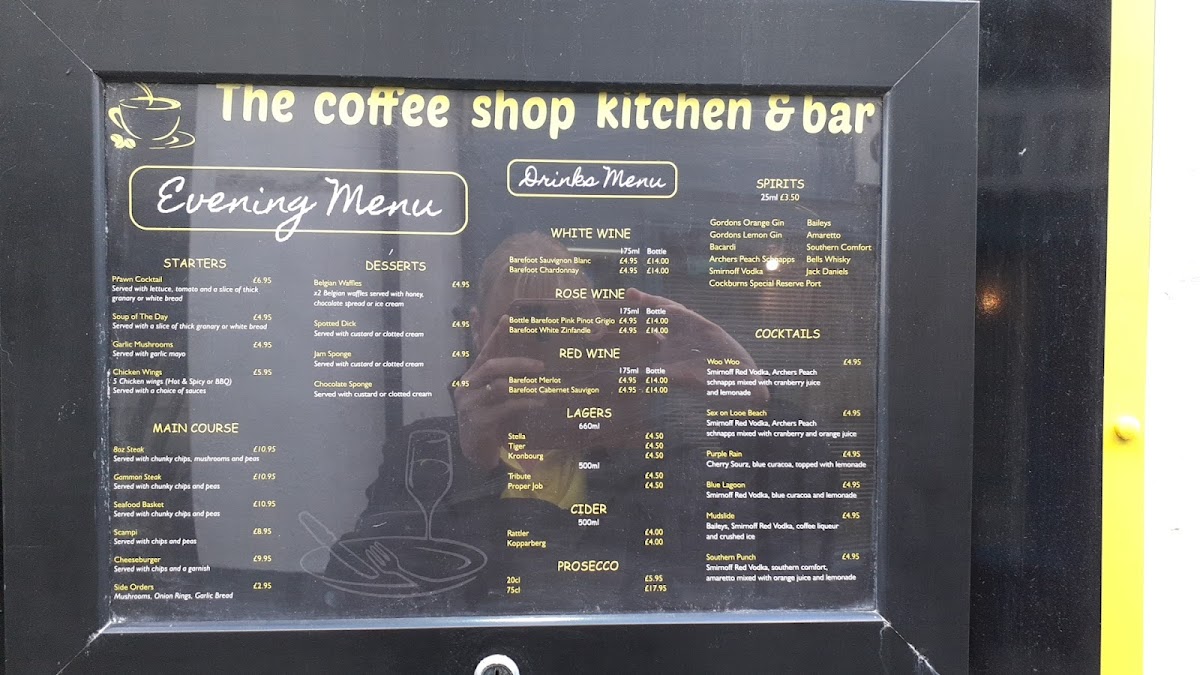 The coffee shop kitchen & bar
Evening Menu
STARTERS
Prawn Cocktail £6.95
Served with lettuce, tomato and a slice of thick
granary or white bread
Soup of The Day £4.95
Served with a slice of thick granary or white bread
Garlic Mushrooms £4.95
Served with garlic mayo
Chicken Wings £5.95
5 Chicken wings (Hot & Spicy or BBQ)
Served with a choice of sauces
MAIN COURSE
8oz Steak £10.95
Served with chunky chips, mushrooms and peas
Gammon Steak £10.95
Served with chunky chips and peas
Seafood Basket £10.95
Served with chunky chips and peas
Scampi £8.95
Served with chips and peas
Cheeseburger £9.95
Served with chips and a garnish
Side Orders £2.95
Mushrooms, Onion Rings, Garlic Bread
DESSERTS
Belgian Waffles £4.95
x2 Belgian waffles served with honey,
chocolate spread or ice cream
Spotted Dick £4.95
Served with custard or clotted cream
Jam Sponge £4.95
Served with custard or clotted cream
Chocolate Sponge £4.95
Served with custard or clotted cream
Drinks Menu
WHITE WINE
175ml Bottle
Barefoot Sauvignon Blanc £4.95 £14.00
Barefoot Chardonnay £4.95 £14.00
ROSE WINE
175ml Bottle
Bottle Barefoot Pink Pinot Grigio £4.95 £14.00
Barefoot White Zinfandle £4.95 £14.00
RED WINE
175ml Bottle
Barefoot Merlot £4.95 £14.00
Barefoot Cabernet Sauvigon £4.95 £14.00
LAGERS
660ml
Stella £4.50
Tiger £4.50
Kronbourg £4.50
500ml
Tribute £4.50
Proper Job £4.50
CIDER
500ml
Rattler £4.00
Kopparberg £4.00
PROSECCO
20cl £5.95
75cl £17.95
SPIRITS
25ml £3.50
Gordons Orange Gin Baileys
Gordons Lemon Gin Amaretto
Bacardi Southern Comfort
Archers Peach Schnapps Bells Whisky
Smirnoff Vodka Jack Daniels
Cockburns Special Reserve Port
COCKTAILS
Woo Woo £4.95
Smirnoff Red Vodka, Archers Peach
schnapps mixed with cranberry juice
and lemonade
Sex on Looe Beach £4.95
Smirnoff Red Vodka, Archers Peach
schnapps mixed with cranberry and orange juice
Purple Rain £4.95
Cherry Sourz, blue curacoa, topped with lemonade
Blue Lagoon £4.95
Smirnoff Red Vodka, blue curacoa and lemonade
Mudslide £4.95
Baileys, Smirnoff Red Vodka, coffee liqueur
and crushed ice
Southern Punch £4.95
Smirnoff Red Vodka, southern comfort,
amaretto mixed with orange juice and lemonade